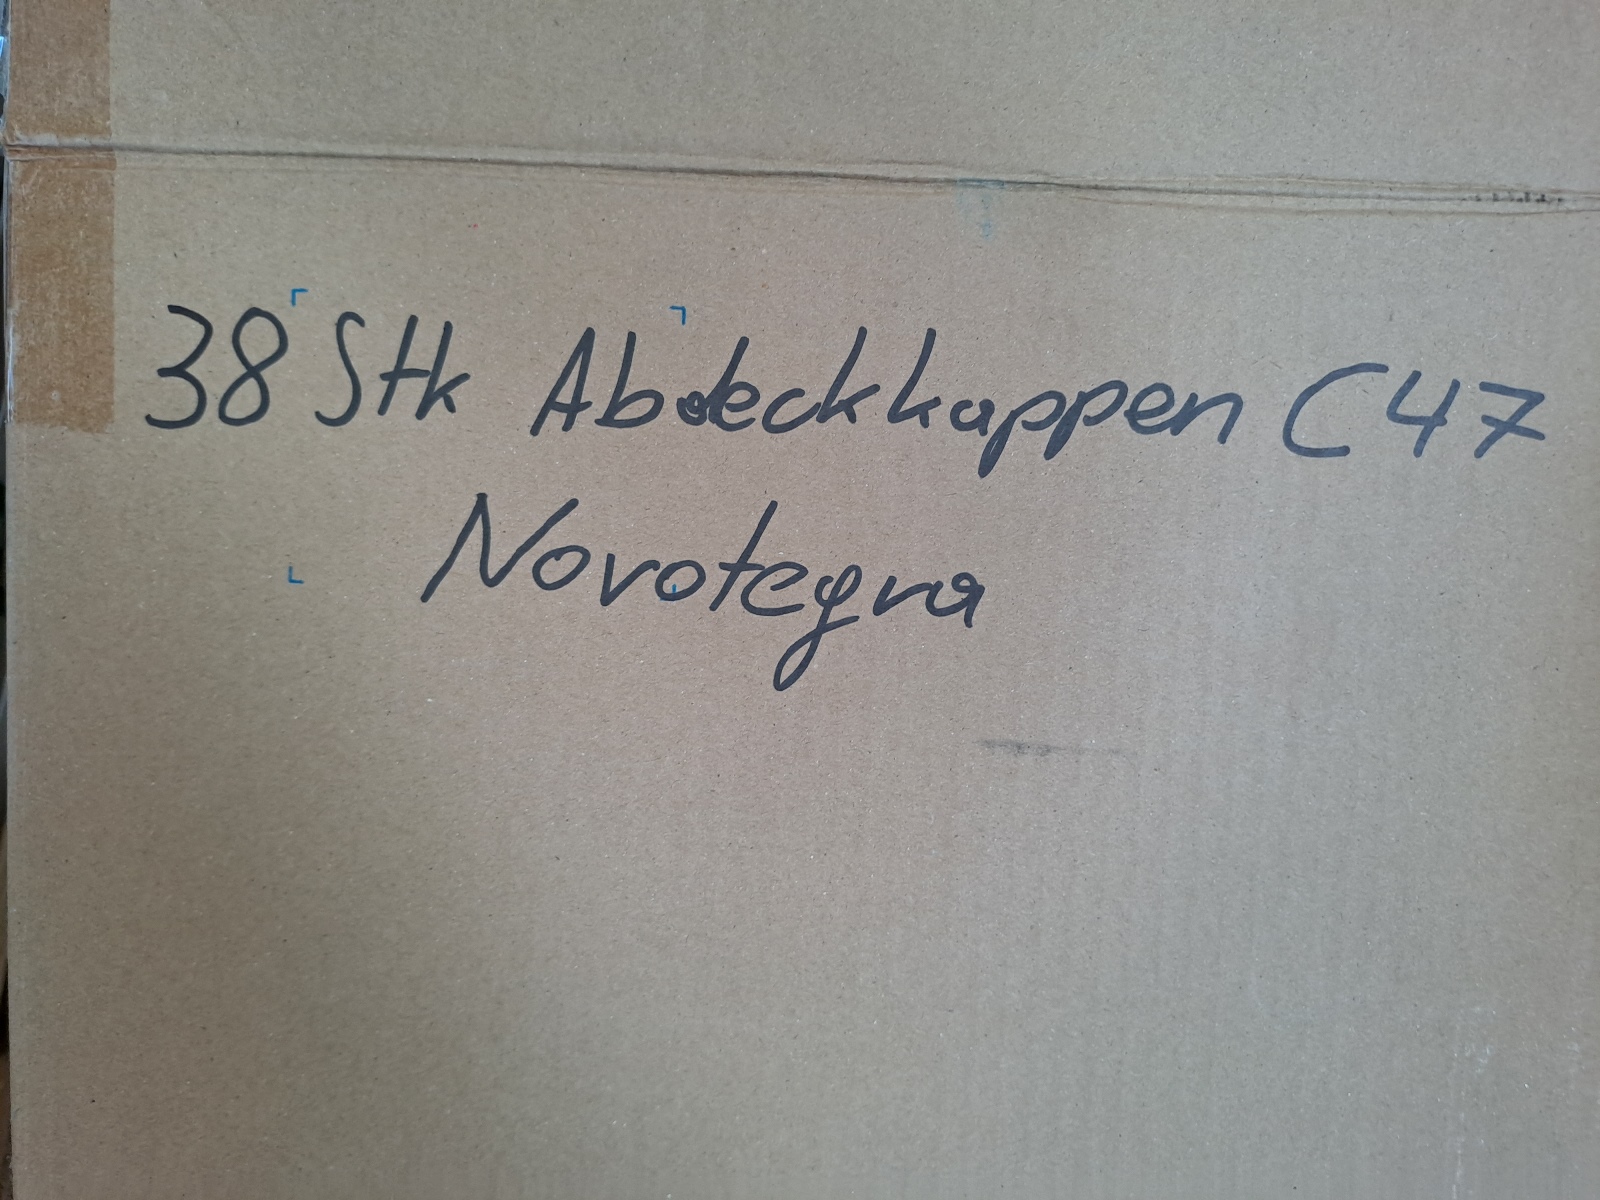 38 Stk Abdeckkappen C47
Novotegra